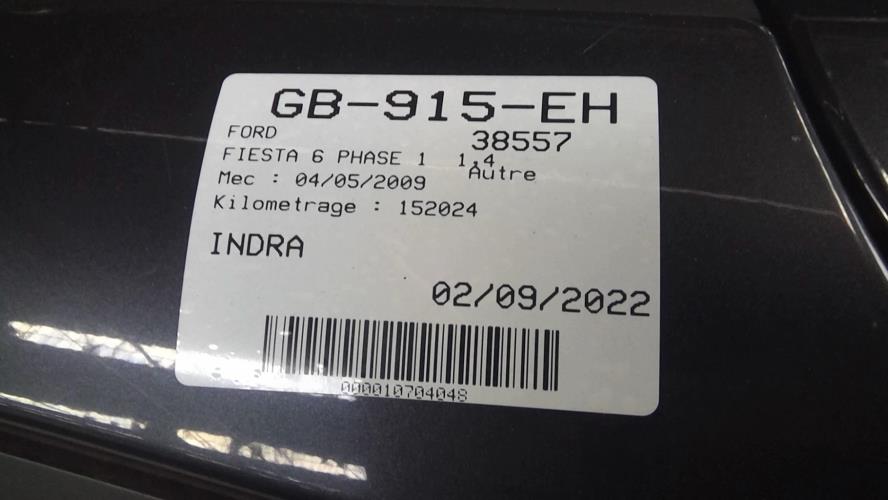 GB-915-EH
FORD 38557
FIESTA 6 PHASE 1 1.4
Autre
Mec : 04/05/2009
Kilometrage : 152024
INDRA
02/09/2022
000010704048